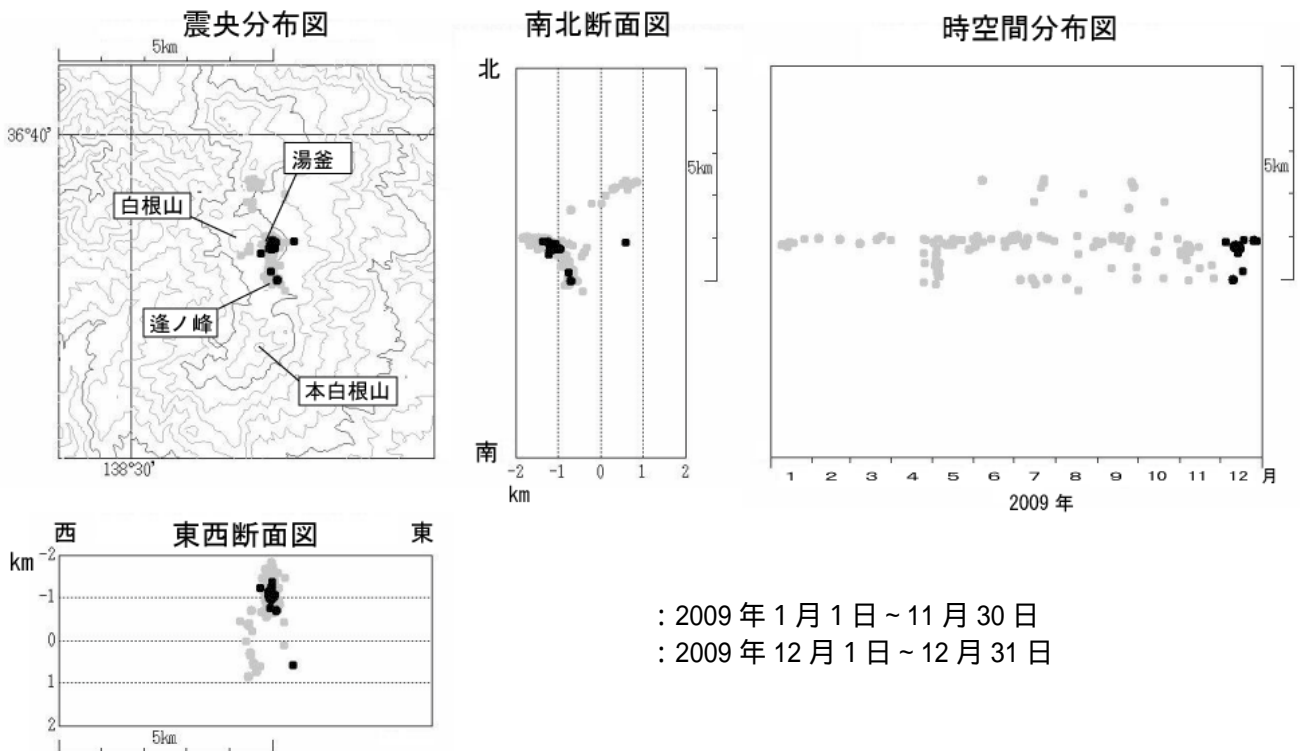 震央分布図
5km
36°40′
湯釜
白根山
逢ノ峰
本白根山
138°30′
南北断面図
北
5km
南
-2 -1 0 1 2
km
時空間分布図
5km
1 2 3 4 5 6 7 8 9 10 11 12 月
2009 年
西 東西断面図 東
km -2
-1
0
1
2
5km
：2009 年 1 月 1 日～11 月 30 日
：2009 年 12 月 1 日～12 月 31 日